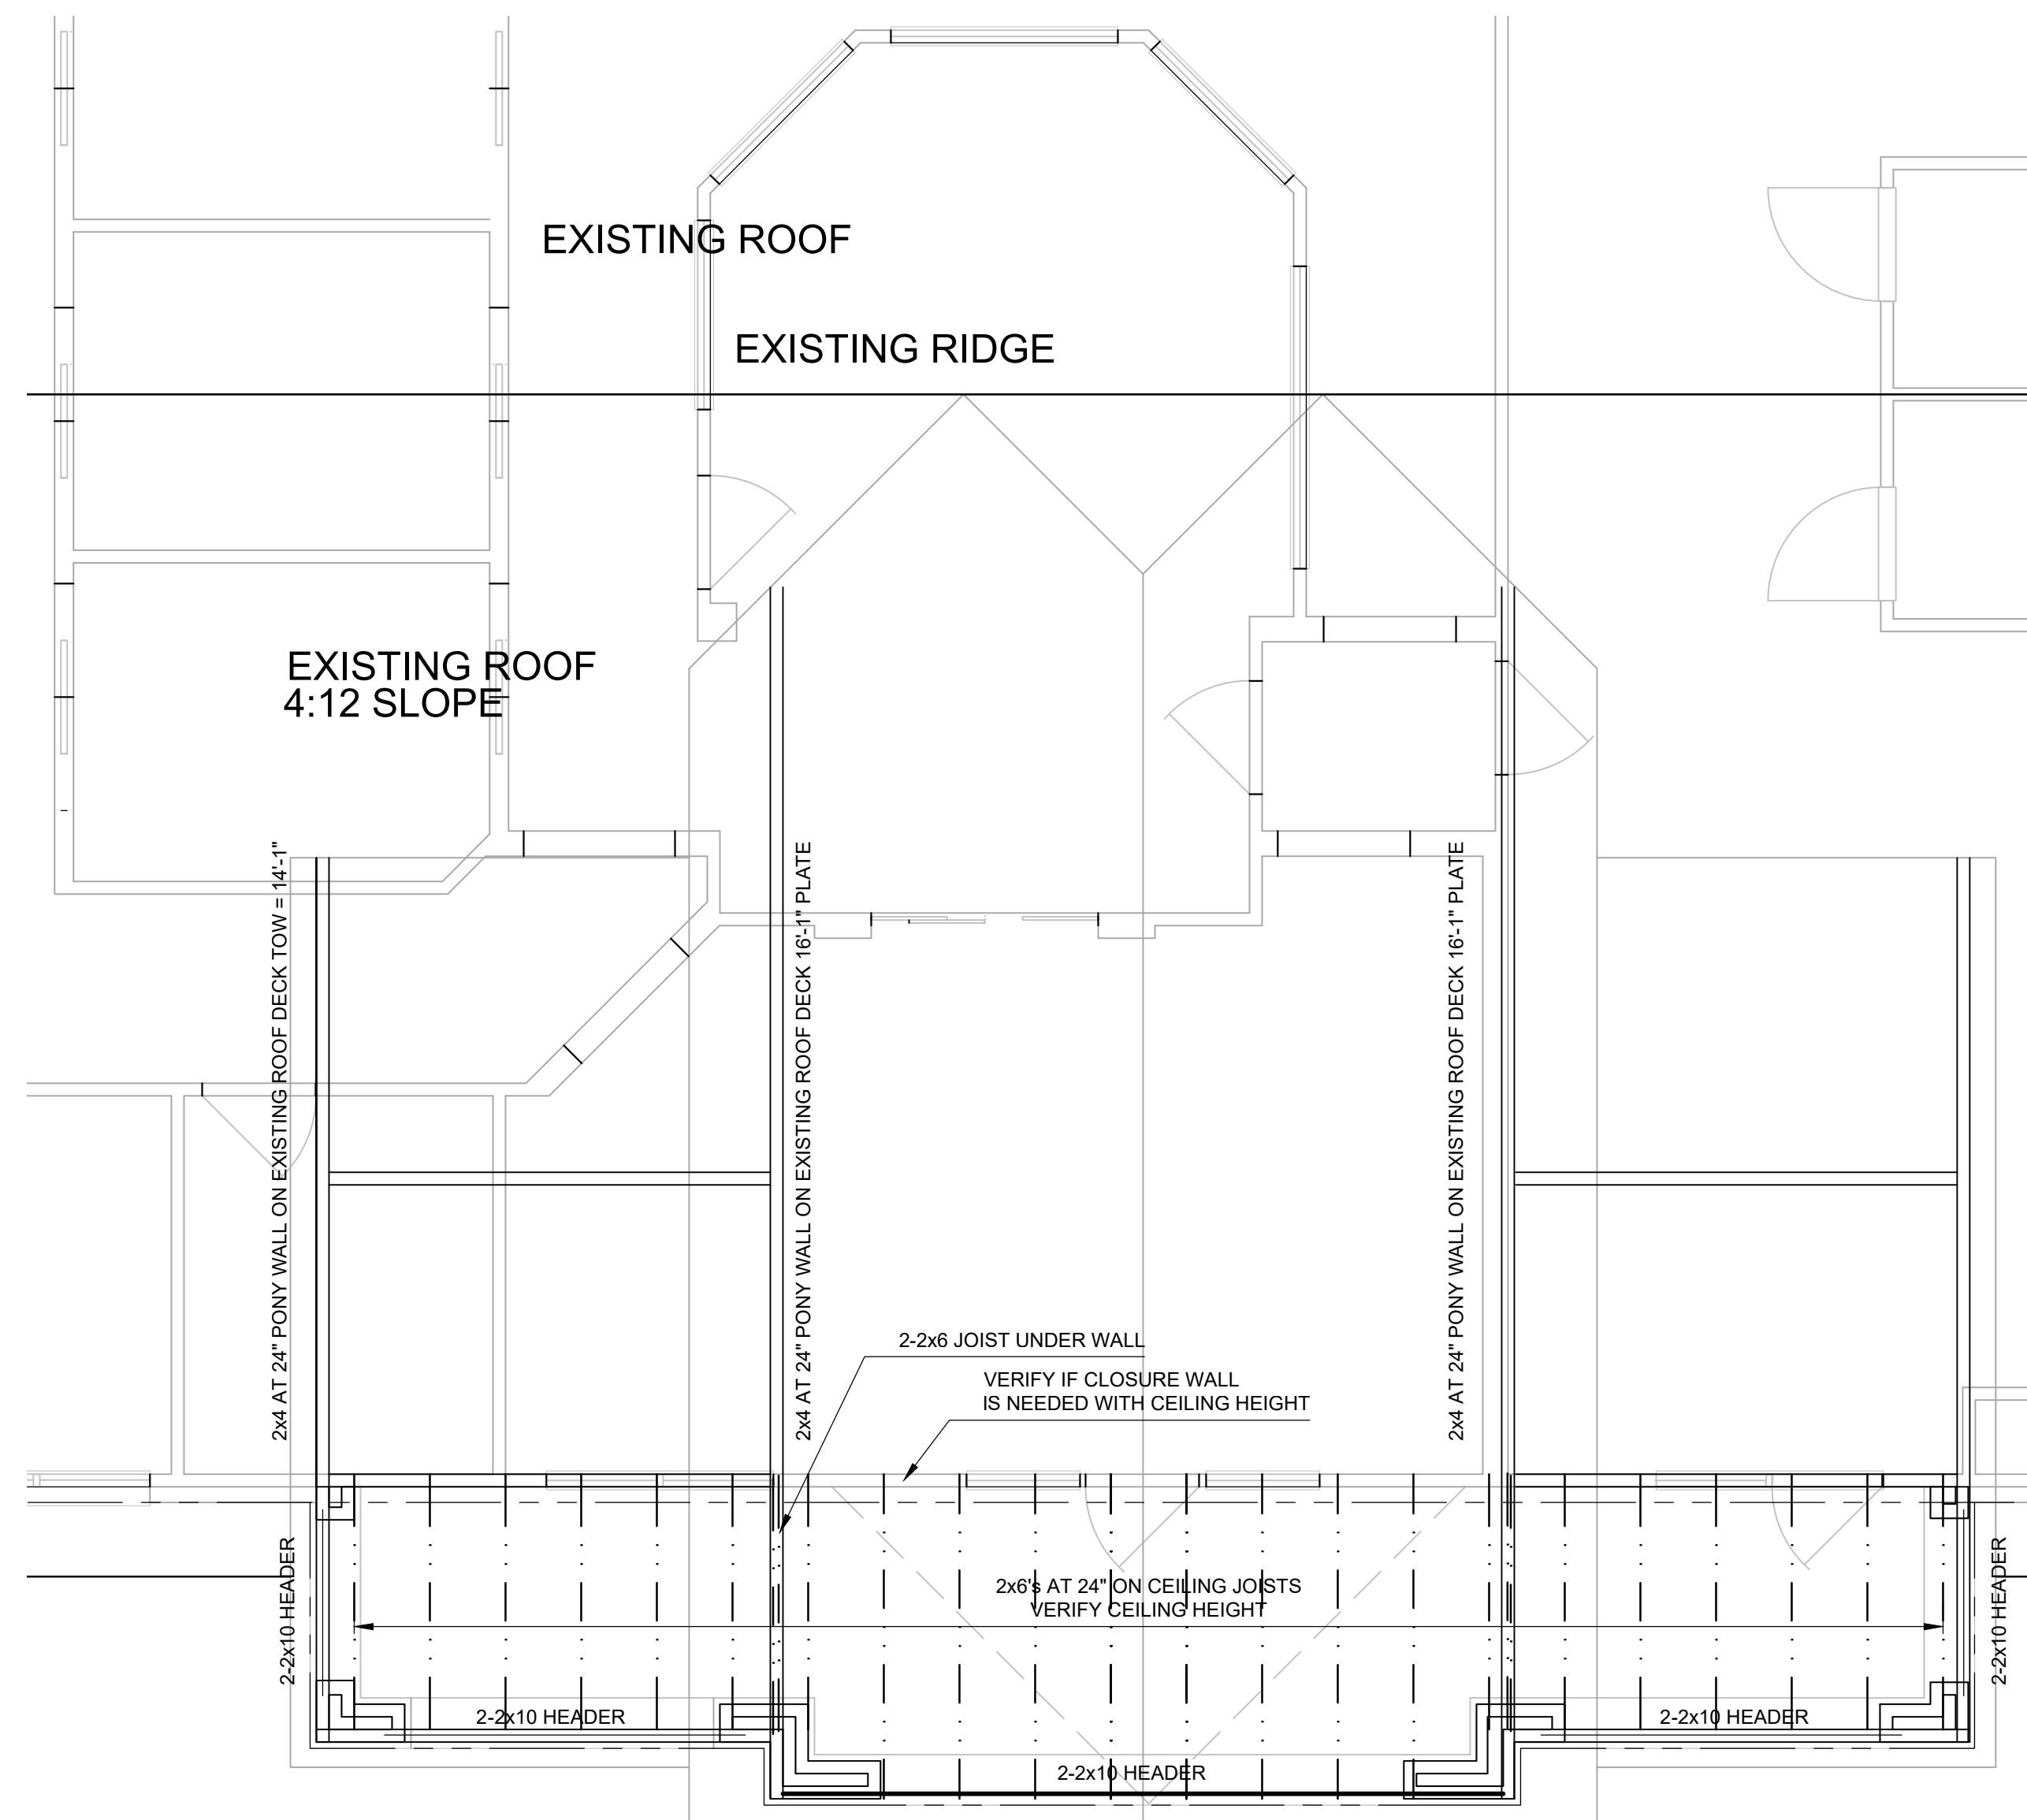 EXISTING ROOF
EXISTING RIDGE
EXISTING ROOF
4:12 SLOPE
2x4 AT 24" PONY WALL ON EXISTING ROOF DECK TOW = 14'-1"
2x4 AT 24" PONY WALL ON EXISTING ROOF DECK 16'-1" PLATE
2x4 AT 24" PONY WALL ON EXISTING ROOF DECK 16'-1" PLATE
2-2x6 JOIST UNDER WALL
VERIFY IF CLOSURE WALL
IS NEEDED WITH CEILING HEIGHT
2-2x10 HEADER
2x6's AT 24" ON CEILING JOISTS
VERIFY CEILING HEIGHT
2-2x10 HEADER
2-2x10 HEADER
2-2x10 HEADER
2-2x10 HEADER